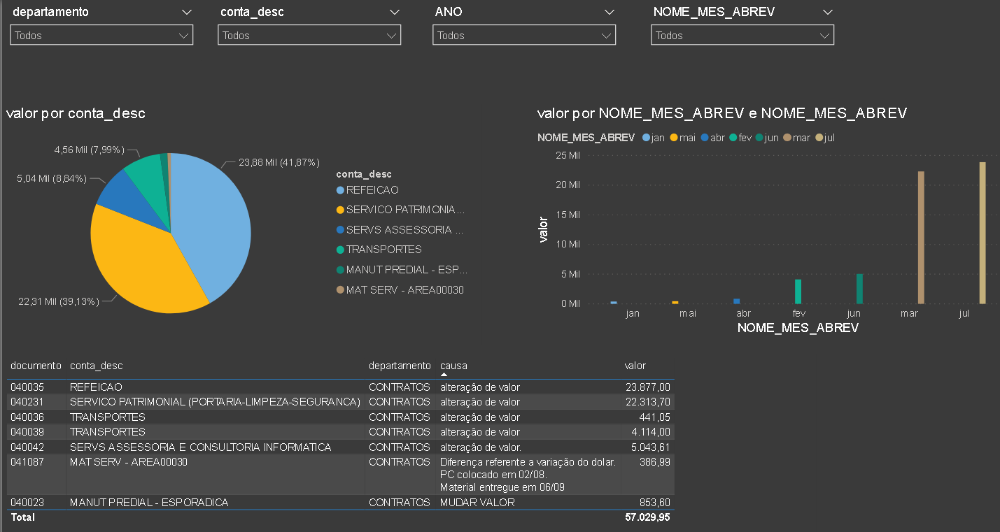 departamento
Todos
conta_desc
Todos
ANO
Todos
NOME_MES_ABREV
Todos
valor por conta_desc
4,56 Mil (7,99%)
5,04 Mil (8,84%)
23,88 Mil (41,87%)
22,31 Mil (39,13%)
conta_desc
REFEICAO
SERVICO PATRIMONIA...
SERVS ASSESSORIA ...
TRANSPORTES
MANUT PREDIAL - ESP...
MAT SERV - AREA00030
valor por NOME_MES_ABREV e NOME_MES_ABREV
NOME_MES_ABREV jan mai abr fev jun mar jul
25 Mil
20 Mil
15 Mil
10 Mil
5 Mil
0 Mil
valor
jan mai abr fev jun mar jul
NOME_MES_ABREV
documento conta_desc departamento causa valor
040035 REFEICAO CONTRATOS alteração de valor 23.877,00
040231 SERVICO PATRIMONIAL (PORTARIA-LIMPEZA-SEGURANCA) CONTRATOS alteração de valor 22.313,70
040036 TRANSPORTES CONTRATOS alteração de valor 441,05
040039 TRANSPORTES CONTRATOS alteração de valor 4.114,00
040042 SERVS ASSESSORIA E CONSULTORIA INFORMATICA CONTRATOS alteração de valor. 5.043,61
041087 MAT SERV - AREA00030 CONTRATOS Diferença referente a variação do dolar. 386,99
PC colocado em 02/08.
Material entregue em 06/09
040023 MANUT PREDIAL - ESPORADICA CONTRATOS MUDAR VALOR 853,60
Total 57.029,95